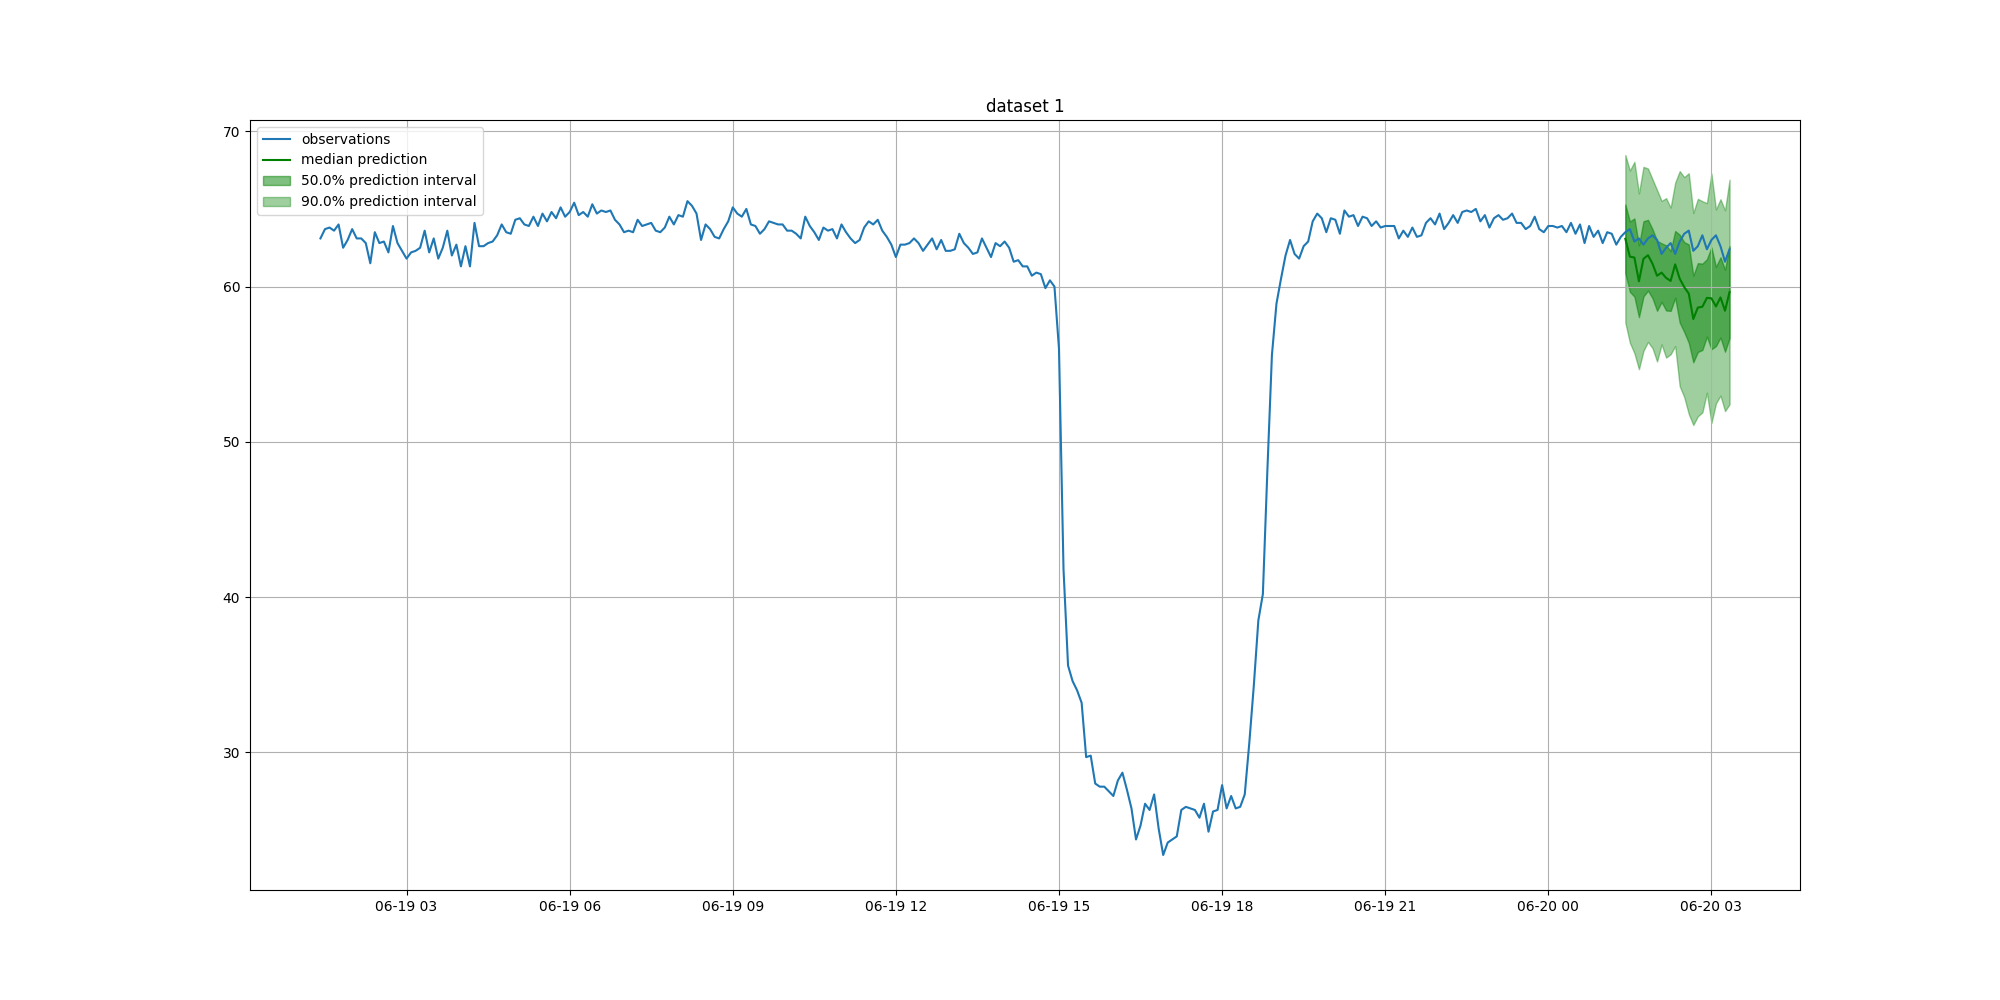 dataset 1
observations
median prediction
50.0% prediction interval
90.0% prediction interval
70
60
50
40
30
06-19 03
06-19 06
06-19 09
06-19 12
06-19 15
06-19 18
06-19 21
06-20 00
06-20 03